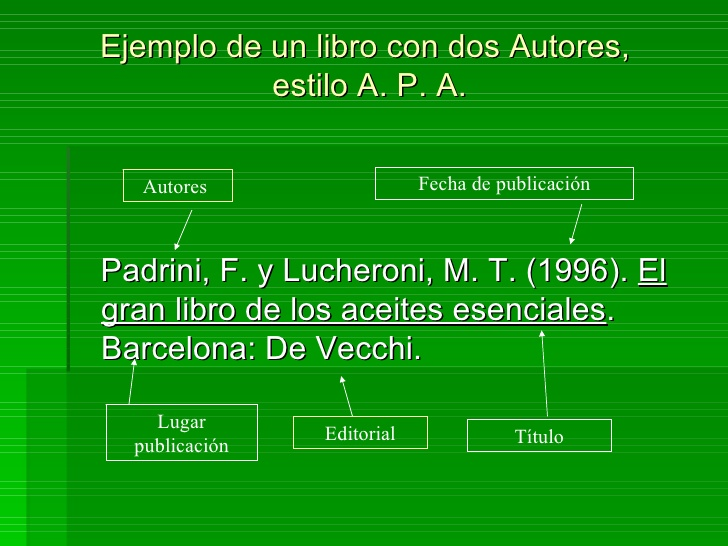 Ejemplo de un libro con dos Autores,
estilo A. P. A.
Autores
Fecha de publicación
Padrini, F. y Lucheroni, M. T. (1996). El
gran libro de los aceites esenciales.
Barcelona: De Vecchi.
Lugar
publicación
Editorial
Título